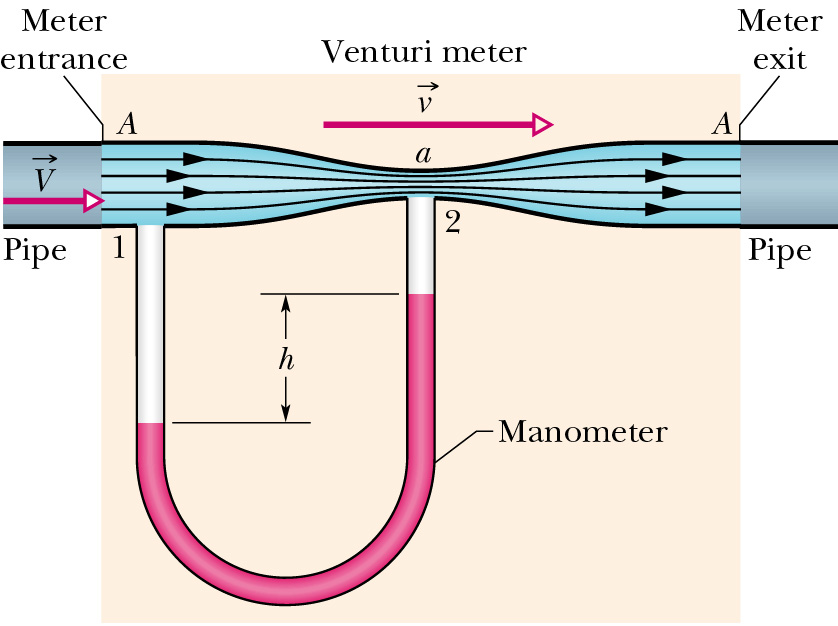 Meter
entrance
Venturi meter
Meter
exit
A
v
A
a
V
1
2
Pipe
Pipe
h
Manometer